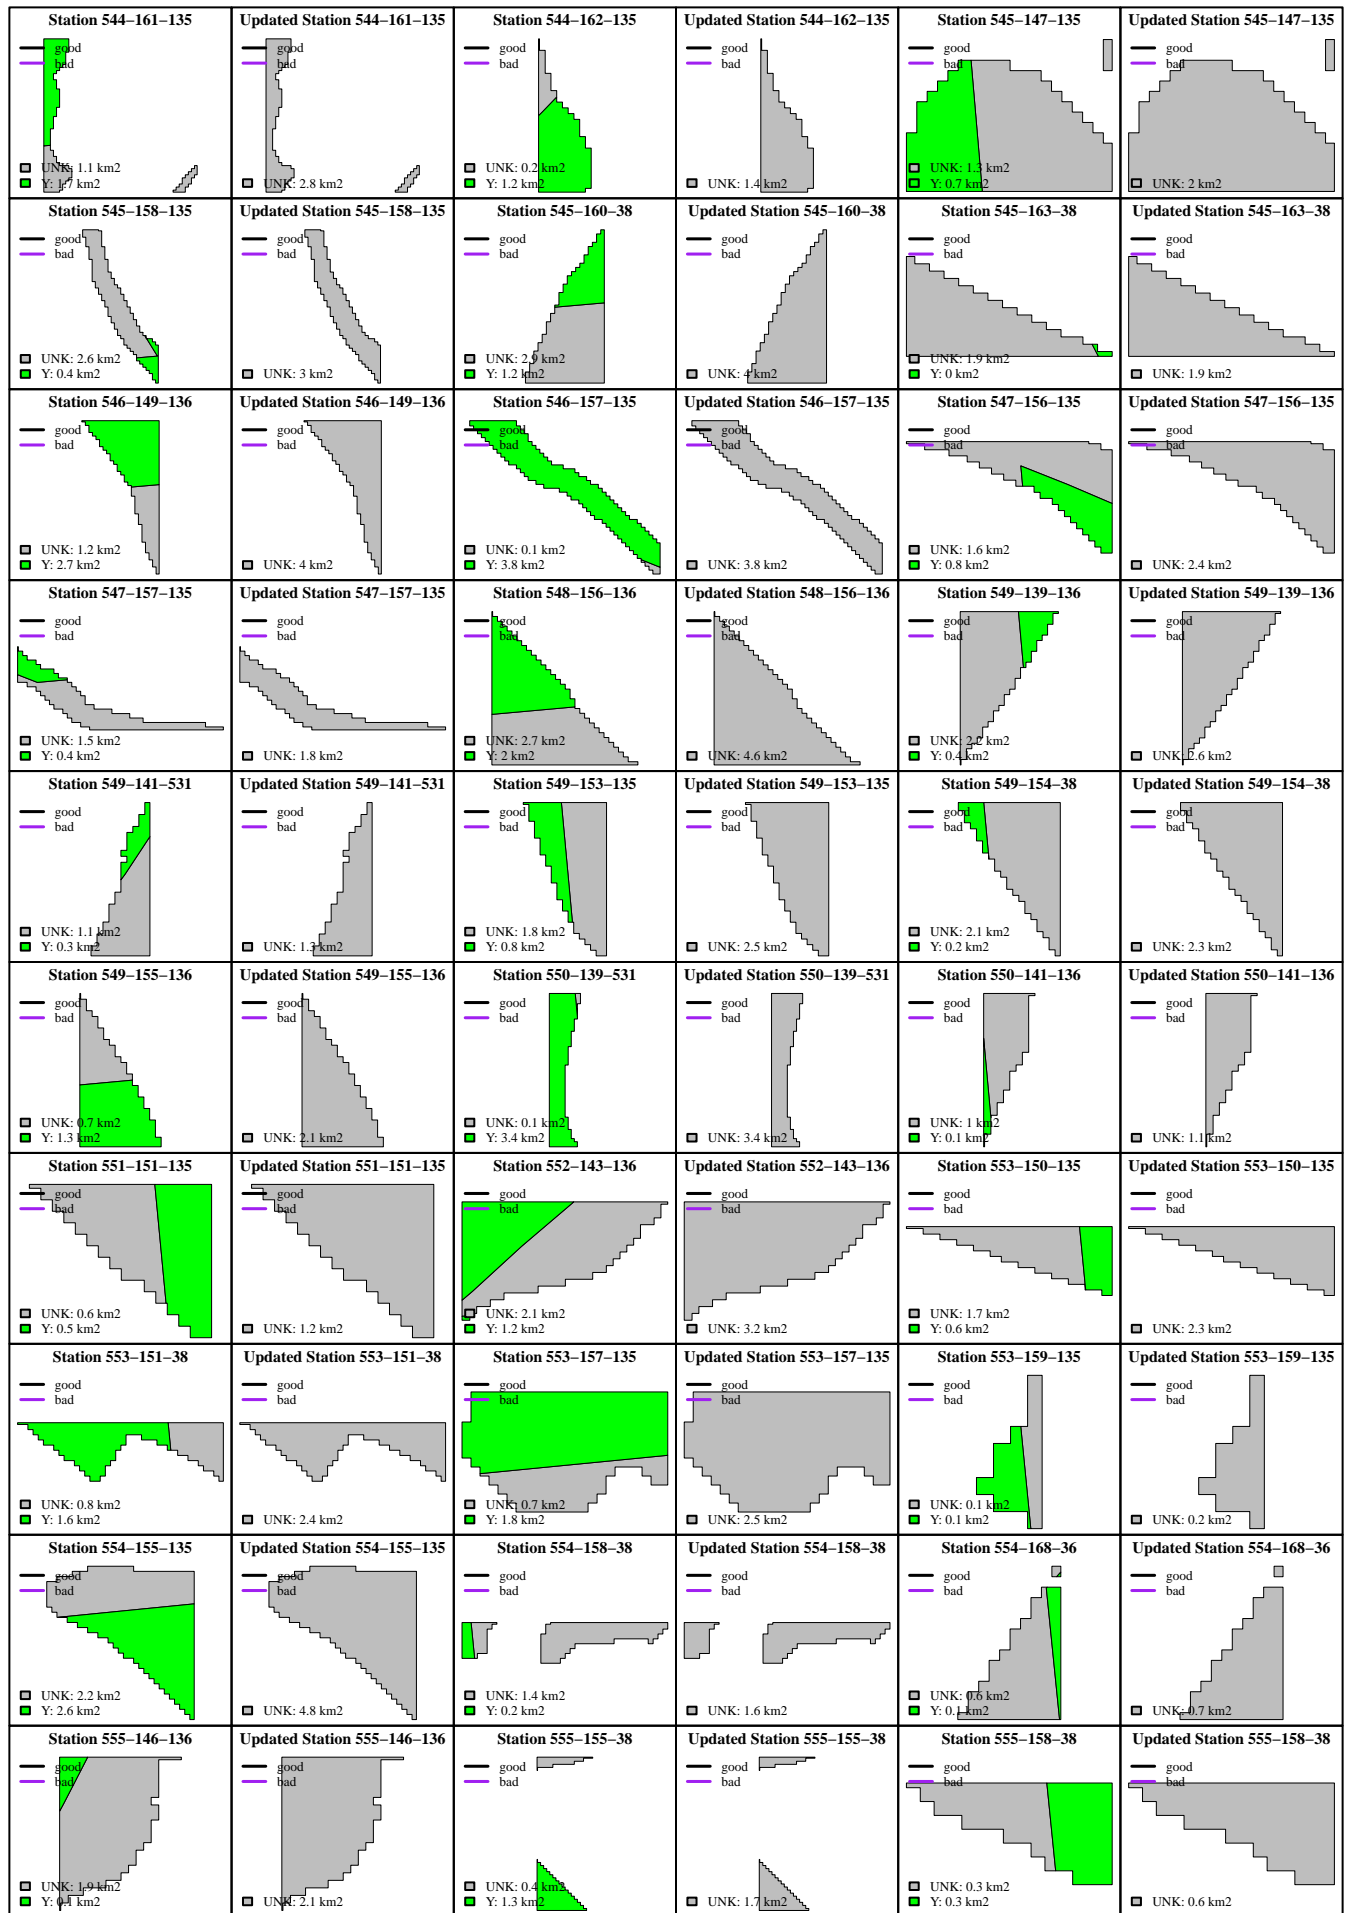 Station 544−161−135
good
bad
UNK: 1.1 km2
Y: 1.7 km2
Updated Station 544−161−135
good
bad
UNK: 2.8 km2
Station 544−162−135
good
bad
UNK: 0.2 km2
Y: 1.2 km2
Updated Station 544−162−135
good
bad
UNK: 1.4 km2
Station 545−147−135
good
bad
UNK: 1.3 km2
Y: 0.7 km2
Updated Station 545−147−135
good
bad
UNK: 2 km2
Station 545−158−135
good
bad
UNK: 2.6 km2
Y: 0.4 km2
Updated Station 545−158−135
good
bad
UNK: 3 km2
Station 545−160−38
good
bad
UNK: 2.9 km2
Y: 1.2 km2
Updated Station 545−160−38
good
bad
UNK: 4 km2
Station 545−163−38
good
bad
UNK: 1.9 km2
Y: 0 km2
Updated Station 545−163−38
good
bad
UNK: 1.9 km2
Station 546−149−136
good
bad
UNK: 1.2 km2
Y: 2.7 km2
Updated Station 546−149−136
good
bad
UNK: 4 km2
Station 546−157−135
good
bad
UNK: 0.1 km2
Y: 3.8 km2
Updated Station 546−157−135
good
bad
UNK: 3.8 km2
Station 547−156−135
good
bad
UNK: 1.6 km2
Y: 0.8 km2
Updated Station 547−156−135
good
bad
UNK: 2.4 km2
Station 547−157−135
good
bad
UNK: 1.5 km2
Y: 0.4 km2
Updated Station 547−157−135
good
bad
UNK: 1.8 km2
Station 548−156−136
good
bad
UNK: 2.7 km2
Y: 2 km2
Updated Station 548−156−136
good
bad
UNK: 4.6 km2
Station 549−139−136
good
bad
UNK: 2.2 km2
Y: 0.4 km2
Updated Station 549−139−136
good
bad
UNK: 2.6 km2
Station 549−141−531
good
bad
UNK: 1.1 km2
Y: 0.3 km2
Updated Station 549−141−531
good
bad
UNK: 1.3 km2
Station 549−153−135
good
bad
UNK: 1.8 km2
Y: 0.8 km2
Updated Station 549−153−135
good
bad
UNK: 2.5 km2
Station 549−154−38
good
bad
UNK: 2.1 km2
Y: 0.2 km2
Updated Station 549−154−38
good
bad
UNK: 2.3 km2
Station 549−155−136
good
bad
UNK: 0.7 km2
Y: 1.3 km2
Updated Station 549−155−136
good
bad
UNK: 2.1 km2
Station 550−139−531
good
bad
UNK: 0.1 km2
Y: 3.4 km2
Updated Station 550−139−531
good
bad
UNK: 3.4 km2
Station 550−141−136
good
bad
UNK: 1 km2
Y: 0.1 km2
Updated Station 550−141−136
good
bad
UNK: 1.1 km2
Station 551−151−135
good
bad
UNK: 0.6 km2
Y: 0.5 km2
Updated Station 551−151−135
good
bad
UNK: 1.2 km2
Station 552−143−136
good
bad
UNK: 2.1 km2
Y: 1.2 km2
Updated Station 552−143−136
good
bad
UNK: 3.2 km2
Station 553−150−135
good
bad
UNK: 1.7 km2
Y: 0.6 km2
Updated Station 553−150−135
good
bad
UNK: 2.3 km2
Station 553−151−38
good
bad
UNK: 0.8 km2
Y: 1.6 km2
Updated Station 553−151−38
good
bad
UNK: 2.4 km2
Station 553−157−135
good
bad
UNK: 0.7 km2
Y: 1.8 km2
Updated Station 553−157−135
good
bad
UNK: 2.5 km2
Station 553−159−135
good
bad
UNK: 0.1 km2
Y: 0.1 km2
Updated Station 553−159−135
good
bad
UNK: 0.2 km2
Station 554−155−135
good
bad
UNK: 2.2 km2
Y: 2.6 km2
Updated Station 554−155−135
good
bad
UNK: 4.8 km2
Station 554−158−38
good
bad
UNK: 1.4 km2
Y: 0.2 km2
Updated Station 554−158−38
good
bad
UNK: 1.6 km2
Station 554−168−36
good
bad
UNK: 0.6 km2
Y: 0.1 km2
Updated Station 554−168−36
good
bad
UNK: 0.7 km2
Station 555−146−136
good
bad
UNK: 1.9 km2
Y: 0.1 km2
Updated Station 555−146−136
good
bad
UNK: 2.1 km2
Station 555−155−38
good
bad
UNK: 0.4 km2
Y: 1.3 km2
Updated Station 555−155−38
good
bad
UNK: 1.7 km2
Station 555−158−38
good
bad
UNK: 0.3 km2
Y: 0.3 km2
Updated Station 555−158−38
good
bad
UNK: 0.6 km2